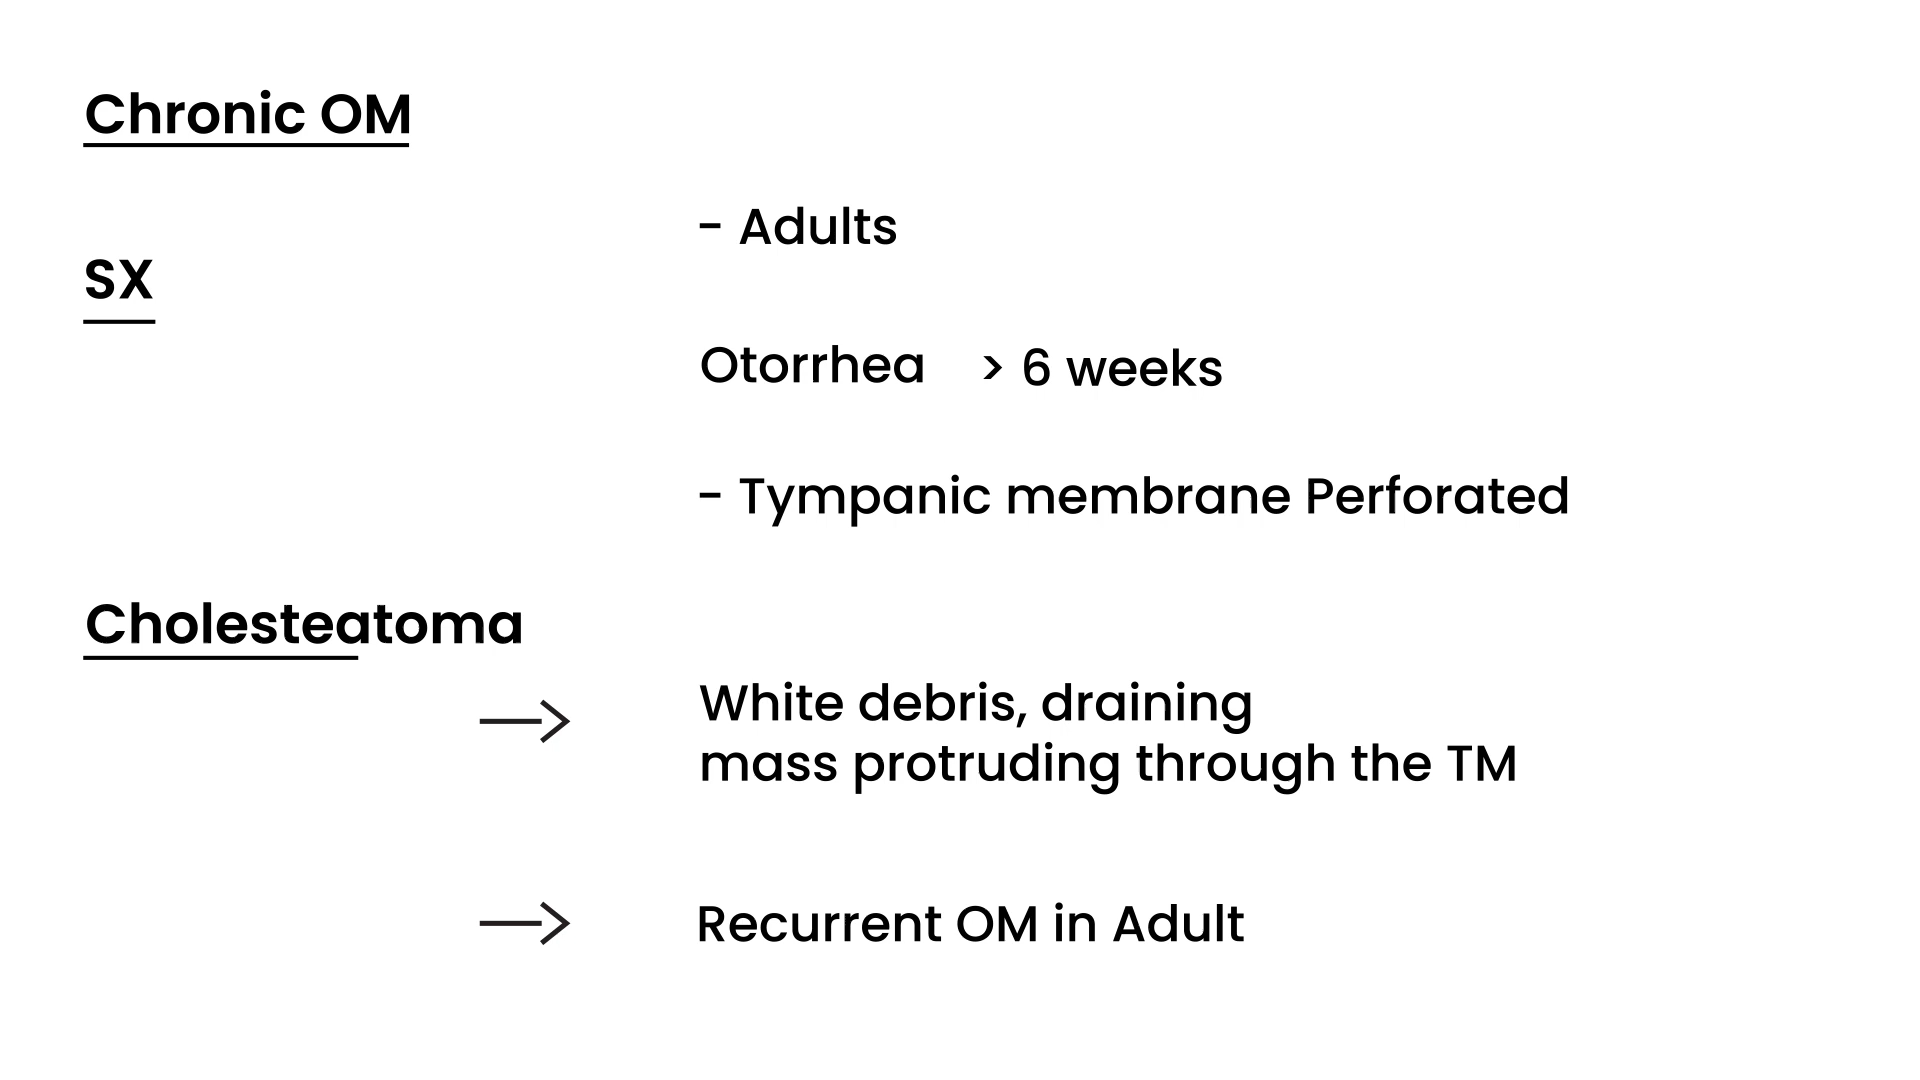 Chronic OM
- Adults
SX
Otorrhea > 6 weeks
- Tympanic membrane Perforated
Cholesteatoma
White debris, draining
mass protruding through the TM
Recurrent OM in Adult